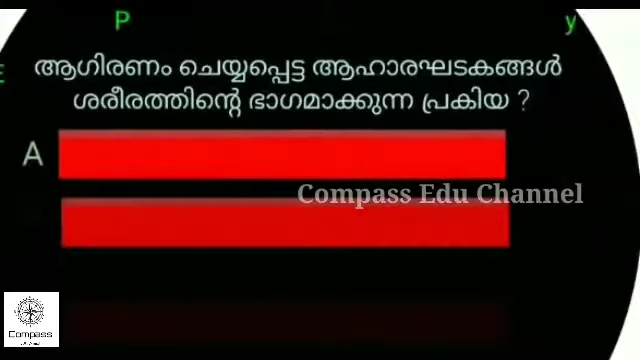 P
y
ആഗിരണം ചെയ്യപ്പെട്ട ആഹാരഘടകങ്ങൾ
ശരീരത്തിന്റെ ഭാഗമാക്കുന്ന പ്രകിയ ?
A
Compass Edu Channel
Compass